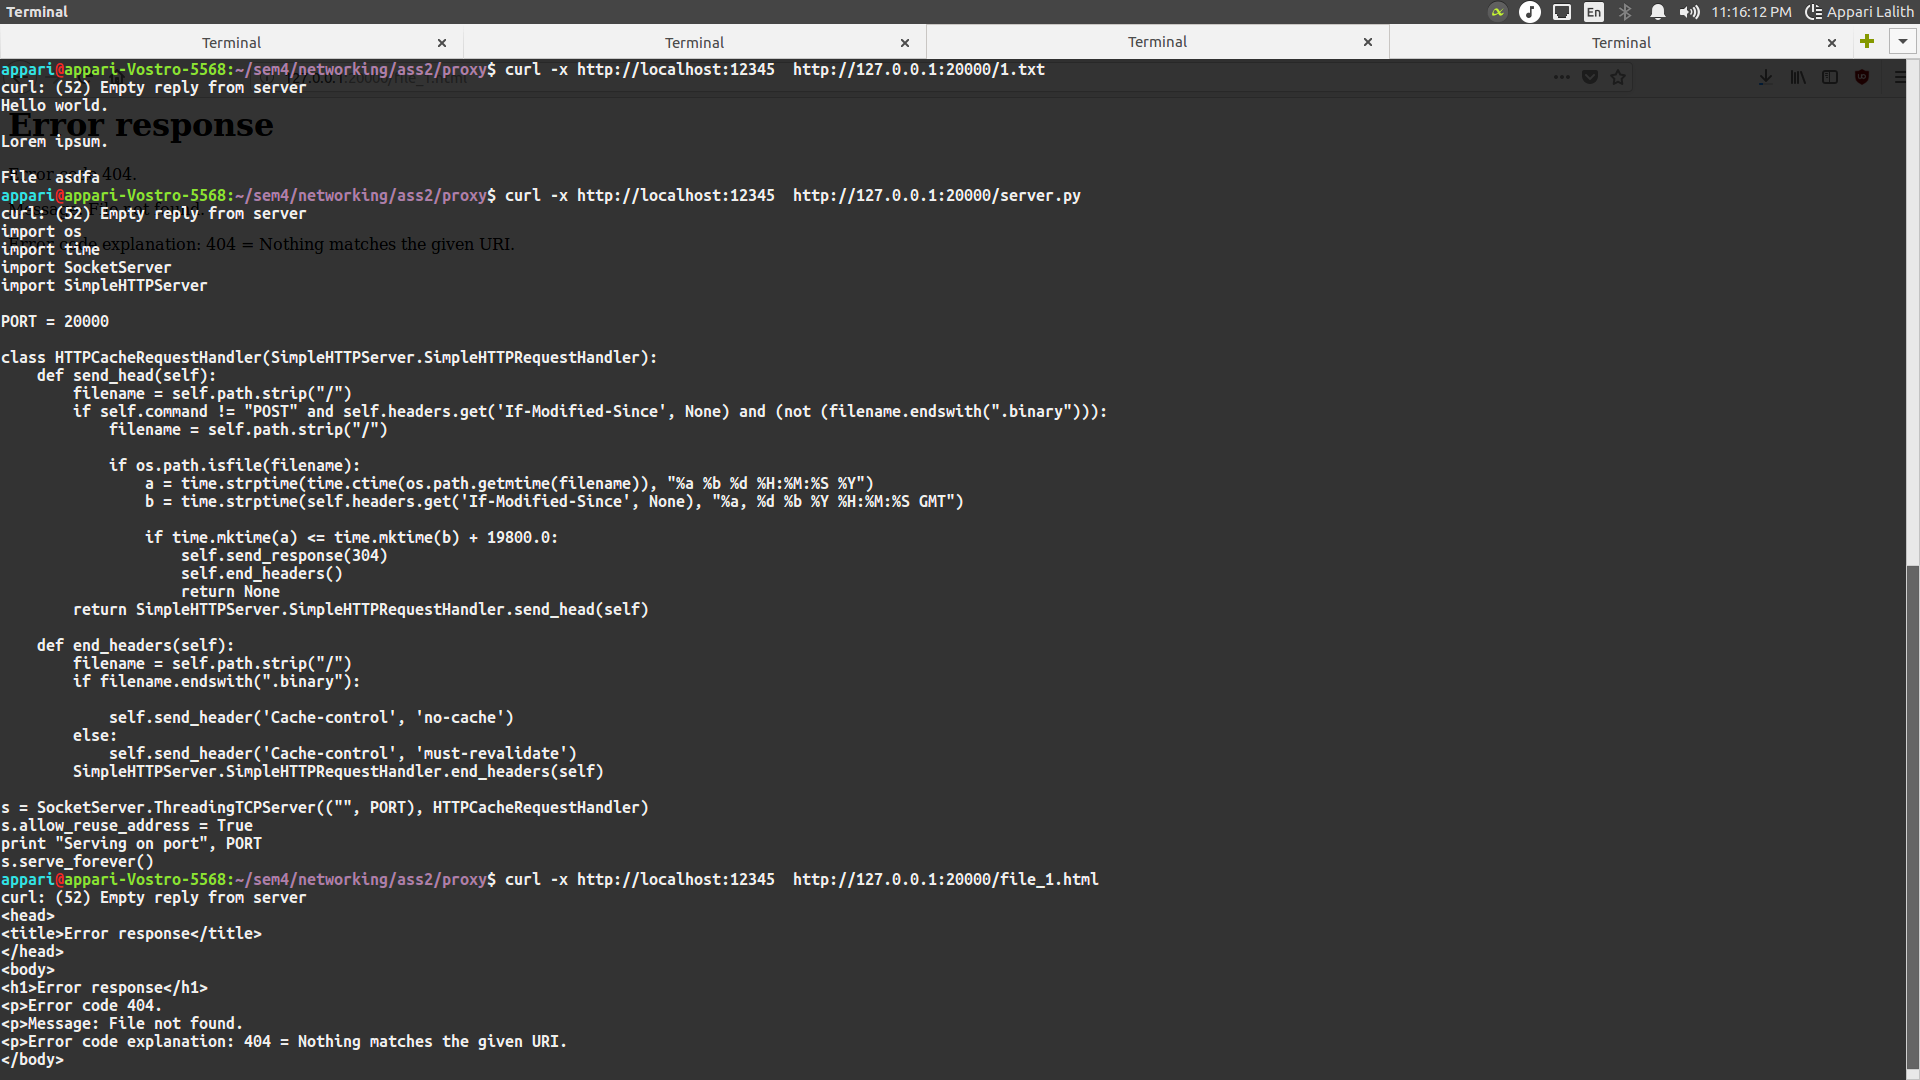 Terminal
En
11:16:12 PM
Appari Lalith
Terminal
Terminal
Terminal
Terminal
appari@appari-Vostro-5568:~/sem4/networking/ass2/proxy$ curl -x http://localhost:12345  http://127.0.0.1:20000/1.txt
curl: (52) Empty reply from server
Hello world.
Error response
Lorem ipsum.
File  asdfa
404.
appari@appari-Vostro-5568:~/sem4/networking/ass2/proxy$ curl -x http://localhost:12345  http://127.0.0.1:20000/server.py
curl: (52) Empty reply from server
import os
Error code explanation: 404 = Nothing matches the given URI.
import time
import SocketServer
import SimpleHTTPServer
PORT = 20000
class HTTPCacheRequestHandler(SimpleHTTPServer.SimpleHTTPRequestHandler):
    def send_head(self):
        filename = self.path.strip("/")
        if self.command != "POST" and self.headers.get('If-Modified-Since', None) and (not (filename.endswith(".binary"))):
            filename = self.path.strip("/")
            if os.path.isfile(filename):
                a = time.strptime(time.ctime(os.path.getmtime(filename)), "%a %b %d %H:%M:%S %Y")
                b = time.strptime(self.headers.get('If-Modified-Since', None), "%a, %d %b %Y %H:%M:%S GMT")
                if time.mktime(a) <= time.mktime(b) + 19800.0:
                    self.send_response(304)
                    self.end_headers()
                    return None
        return SimpleHTTPServer.SimpleHTTPRequestHandler.send_head(self)
    def end_headers(self):
        filename = self.path.strip("/")
        if filename.endswith(".binary"):
            self.send_header('Cache-control', 'no-cache')
        else:
            self.send_header('Cache-control', 'must-revalidate')
        SimpleHTTPServer.SimpleHTTPRequestHandler.end_headers(self)
s = SocketServer.ThreadingTCPServer(("", PORT), HTTPCacheRequestHandler)
s.allow_reuse_address = True
print "Serving on port", PORT
s.serve_forever()
appari@appari-Vostro-5568:~/sem4/networking/ass2/proxy$ curl -x http://localhost:12345  http://127.0.0.1:20000/file_1.html
curl: (52) Empty reply from server
<head>
<title>Error response</title>
</head>
<body>
<h1>Error response</h1>
<p>Error code 404.
<p>Message: File not found.
<p>Error code explanation: 404 = Nothing matches the given URI.
</body>